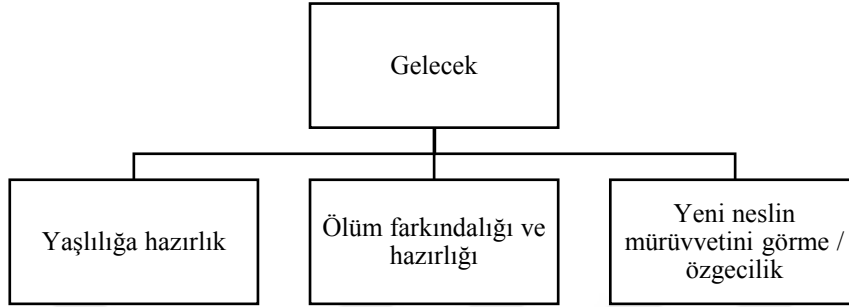 Gelecek
Yaşlılığa hazırlık
Ölüm farkındalığı ve
hazırlığı
Yeni neslin
mürüvvetini görme /
özgecilik